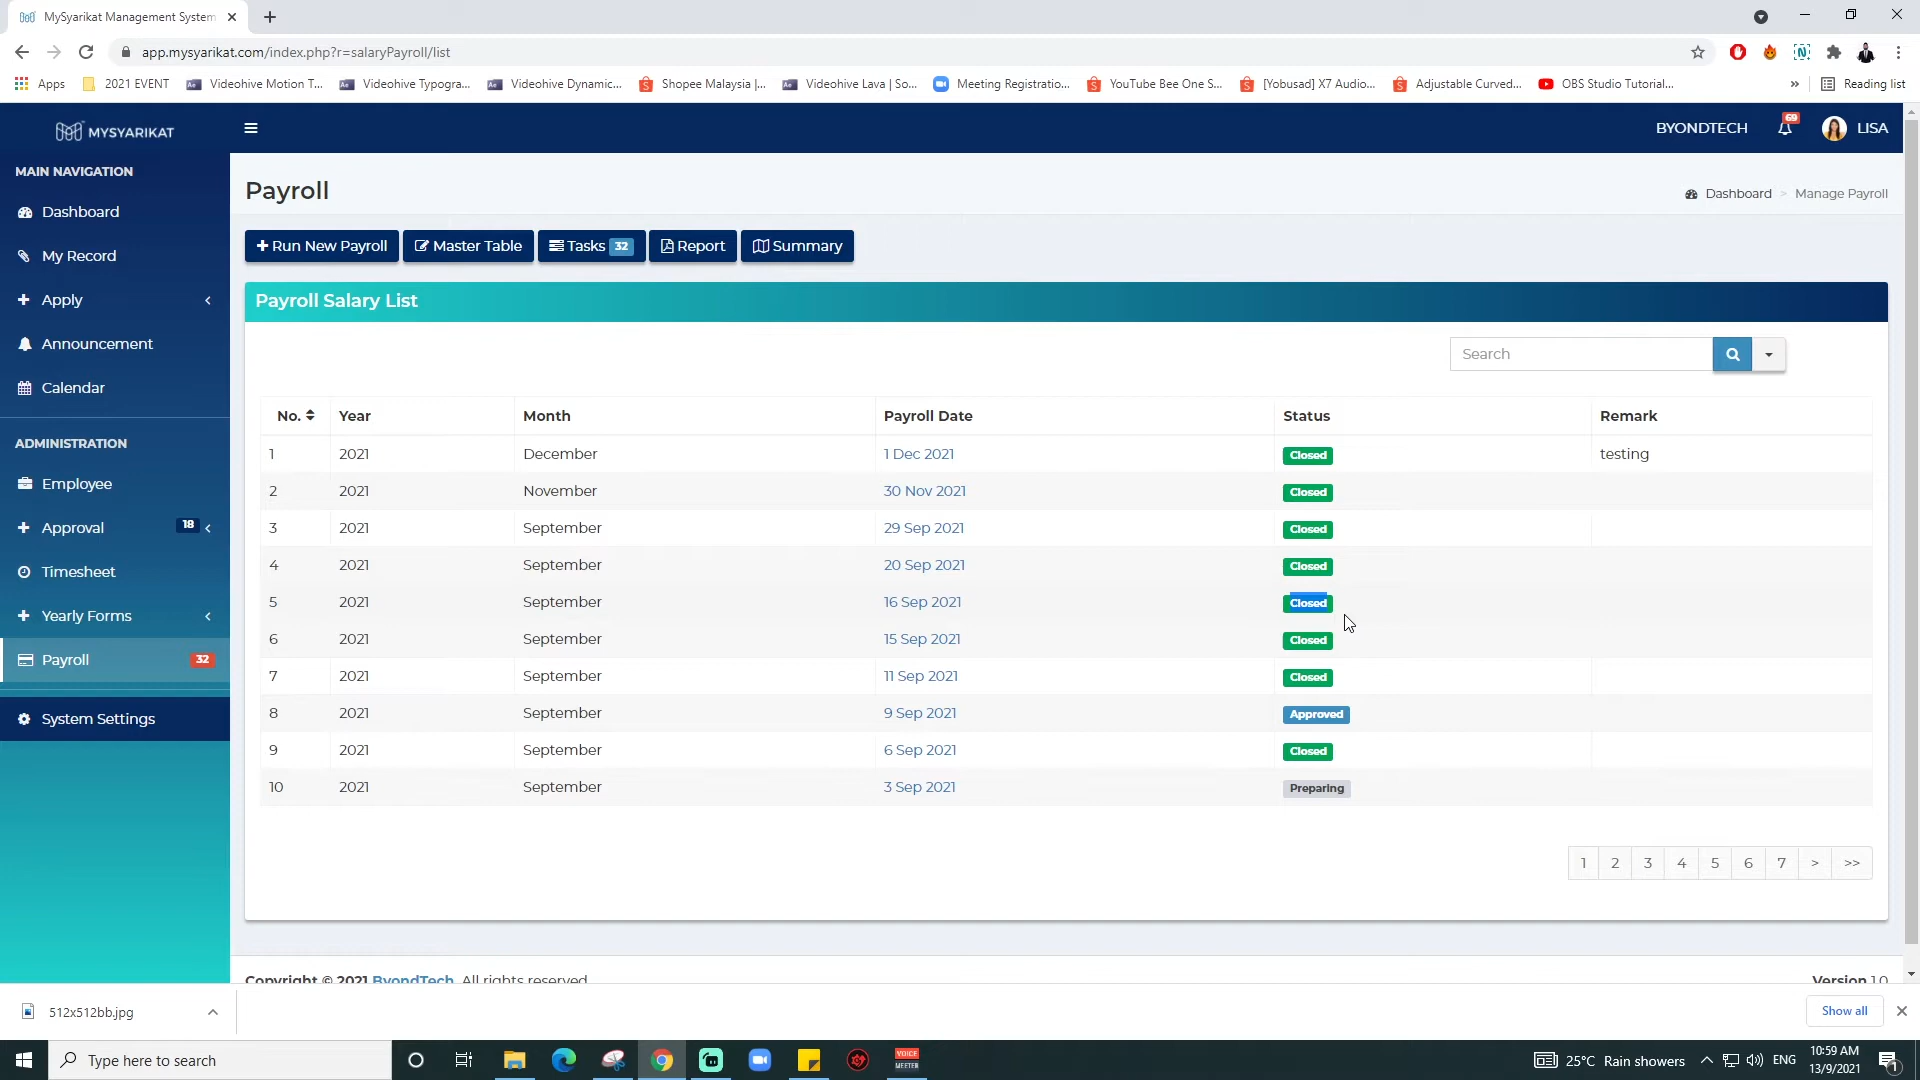 MySyarikat Management System
app.mysyarikat.com/index.php?r=salaryPayroll/list
Apps
2021 EVENT
Videohive Motion T...
Videohive Typogra...
Videohive Dynamic...
Shopee Malaysia |...
Videohive Lava | So...
Meeting Registratio...
YouTube Bee One S...
[Yobusad] X7 Audio...
Adjustable Curved...
OBS Studio Tutorial...
»
Reading list
MYSYARIKAT
BYONDTECH
69
LISA
MAIN NAVIGATION
Dashboard
My Record
Apply
Announcement
Calendar
ADMINISTRATION
Employee
Approval 18
Timesheet
Yearly Forms
Payroll 32
System Settings
Payroll
Dashboard > Manage Payroll
Run New Payroll
Master Table
Tasks 32
Report
Summary
Payroll Salary List
Search
No. Year Month Payroll Date Status Remark
1 2021 December 1 Dec 2021 Closed testing
2 2021 November 30 Nov 2021 Closed
3 2021 September 29 Sep 2021 Closed
4 2021 September 20 Sep 2021 Closed
5 2021 September 16 Sep 2021 Closed
6 2021 September 15 Sep 2021 Closed
7 2021 September 11 Sep 2021 Closed
8 2021 September 9 Sep 2021 Approved
9 2021 September 6 Sep 2021 Closed
10 2021 September 3 Sep 2021 Preparing
1 2 3 4 5 6 7 > >>
Copyright © 2021 ByondTech. All rights reserved
Version 1.0
512x512bb.jpg
Show all
Type here to search
VOICE
MEETER
25°C Rain showers
ENG
10:59 AM
13/9/2021
1